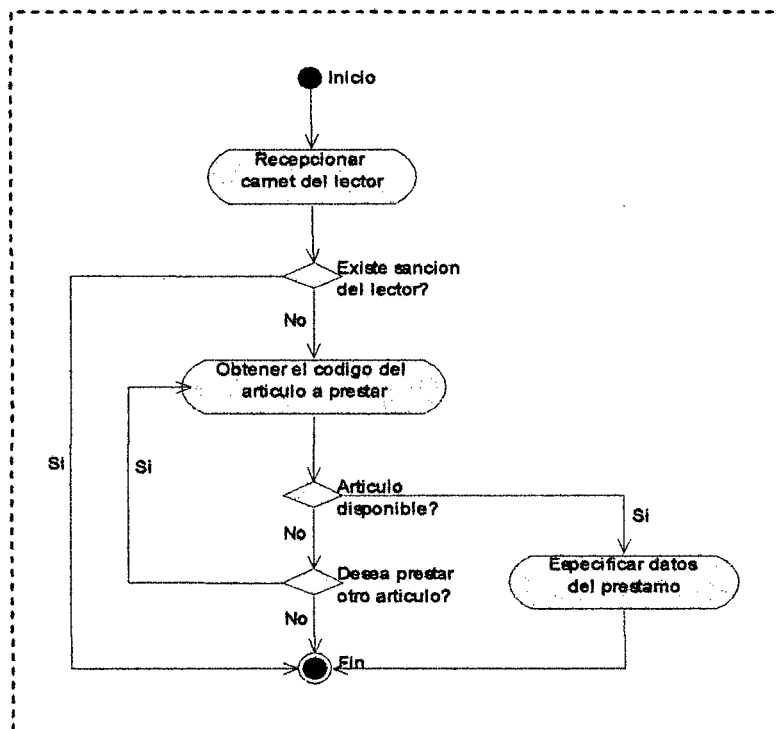 Inicio
Recepcionar
carnet del lector
Existe sancion
del lector?
No
Obtener el codigo del
articulo a prestar
Si
Si
Articulo
disponible?
Si
No
Especificar datos
del prestamo
Desea prestar
otro articulo?
No
Fin